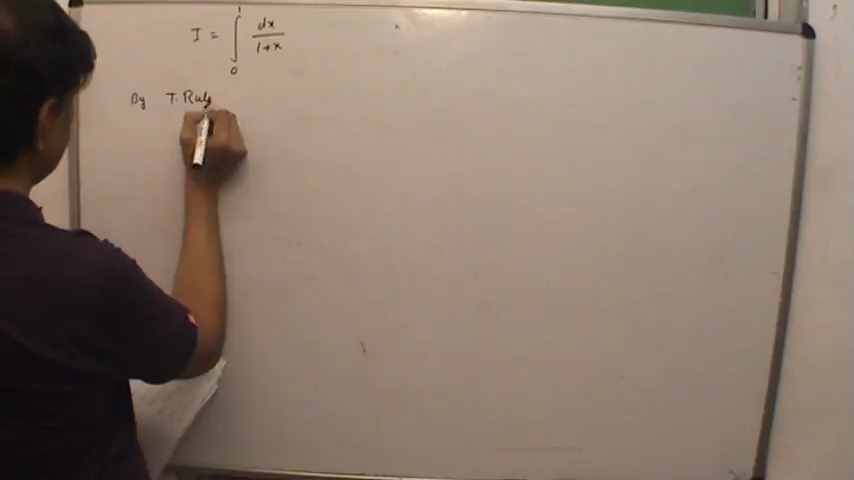 I = ∫₀¹ dx / 1+x
By T. Rule